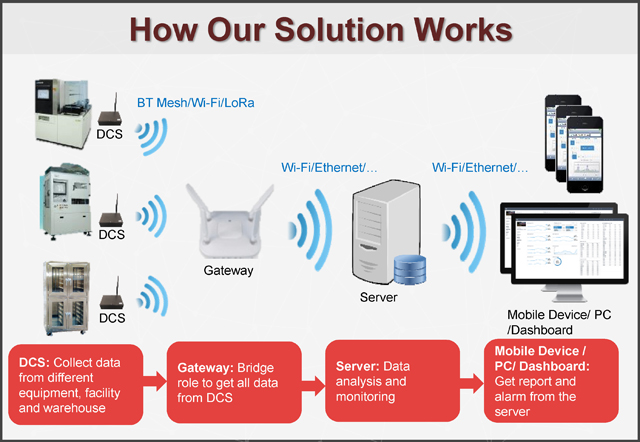 How Our Solution Works
BT Mesh/Wi-Fi/LoRa
DCS
Wi-Fi/Ethernet/…
Wi-Fi/Ethernet/…
DCS
Gateway
Server
DCS
Mobile Device/ PC
/Dashboard
DCS: Collect data
from different
equipment, facility
and warehouse
Gateway: Bridge
role to get all data
from DCS
Server: Data
analysis and
monitoring
Mobile Device /
PC/ Dashboard:
Get report and
alarm from the
server